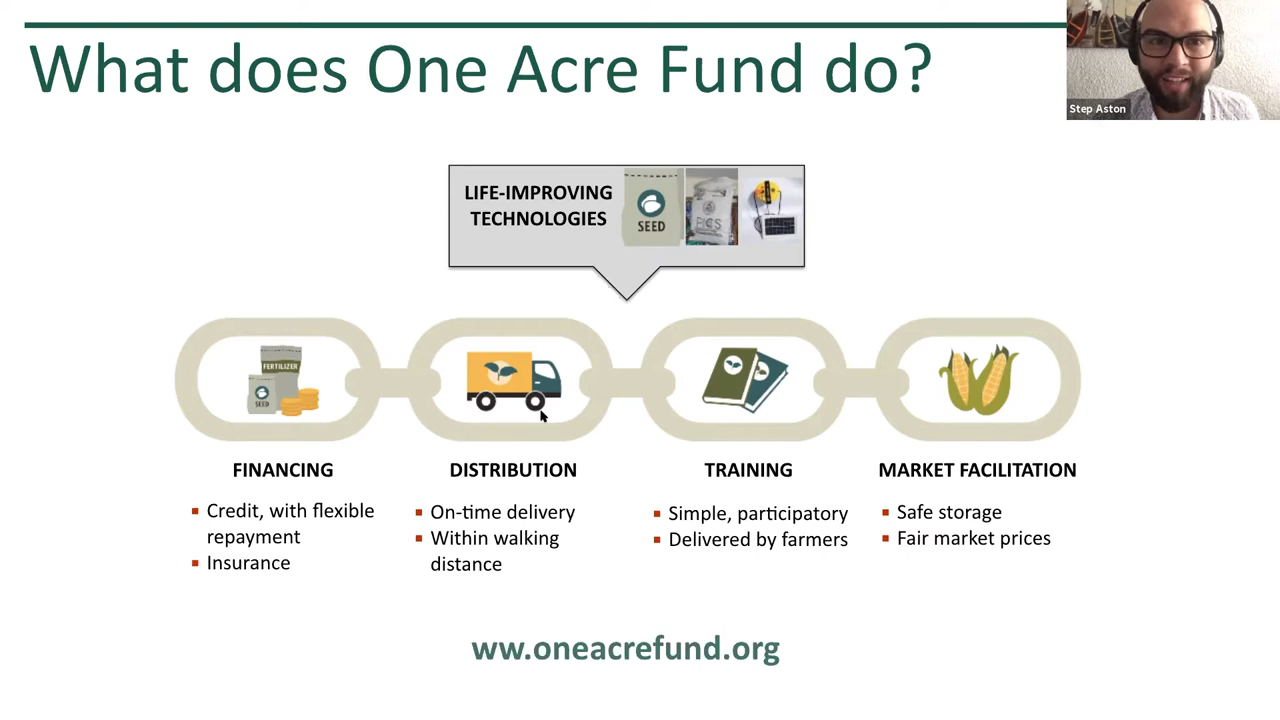 What does One Acre Fund do?
Step Aston
LIFE-IMPROVING
TECHNOLOGIES
SEED
PICS
FERTILIZER
SEED
FINANCING
DISTRIBUTION
TRAINING
MARKET FACILITATION
Credit, with flexible
repayment
Insurance
On-time delivery
Within walking
distance
Simple, participatory
Delivered by farmers
Safe storage
Fair market prices
ww.oneacrefund.org